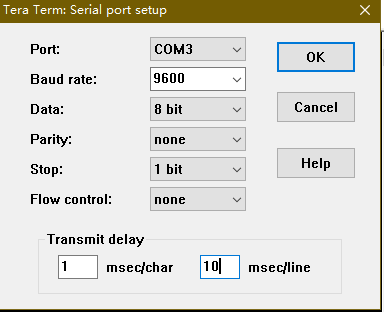 Tera Term: Serial port setup
Port: COM3 OK
Baud rate: 9600
Data: 8 bit Cancel
Parity: none
Stop: 1 bit Help
Flow control: none
Transmit delay
1 msec/char 10 msec/line